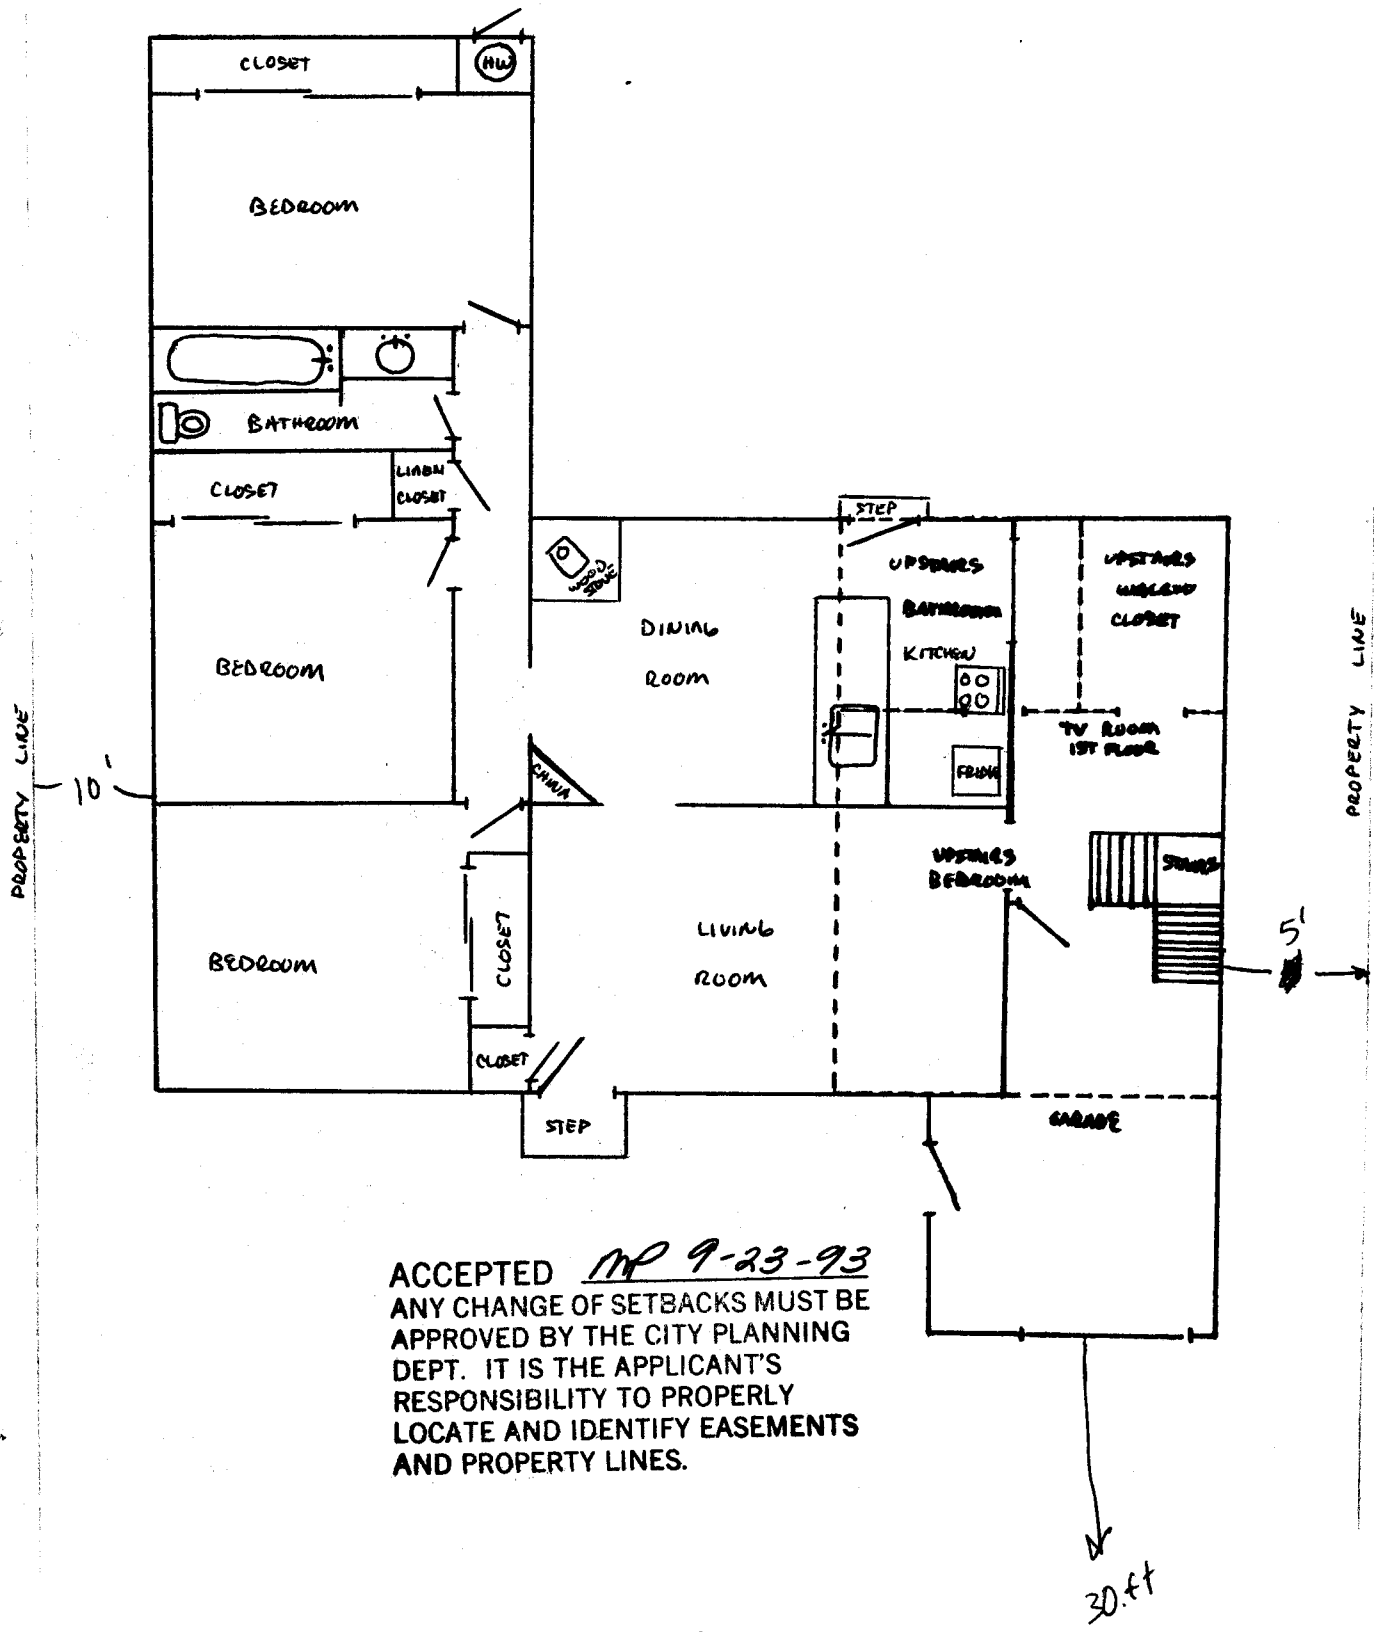 CLOSET
HW
BEDROOM
BATHROOM
CLOSET
LINEN
CLOSET
STEP
WOOD
STOVE
UPSTAIRS
BATHROOM
UPSTAIRS
CLOSET
DINING
ROOM
KITCHEN
BEDROOM
TV ROOM
1ST FLOOR
PROPERTY LINE
PROPERTY LINE
10'
CHINA
FRIDG
UPSTAIRS
BEDROOM
STAIRS
LIVING
ROOM
CLOSET
BEDROOM
5'
CLOSET
STEP
GARAGE
ACCEPTED MP 9-23-93
ANY CHANGE OF SETBACKS MUST BE
APPROVED BY THE CITY PLANNING
DEPT. IT IS THE APPLICANT'S
RESPONSIBILITY TO PROPERLY
LOCATE AND IDENTIFY EASEMENTS
AND PROPERTY LINES.
30.ft